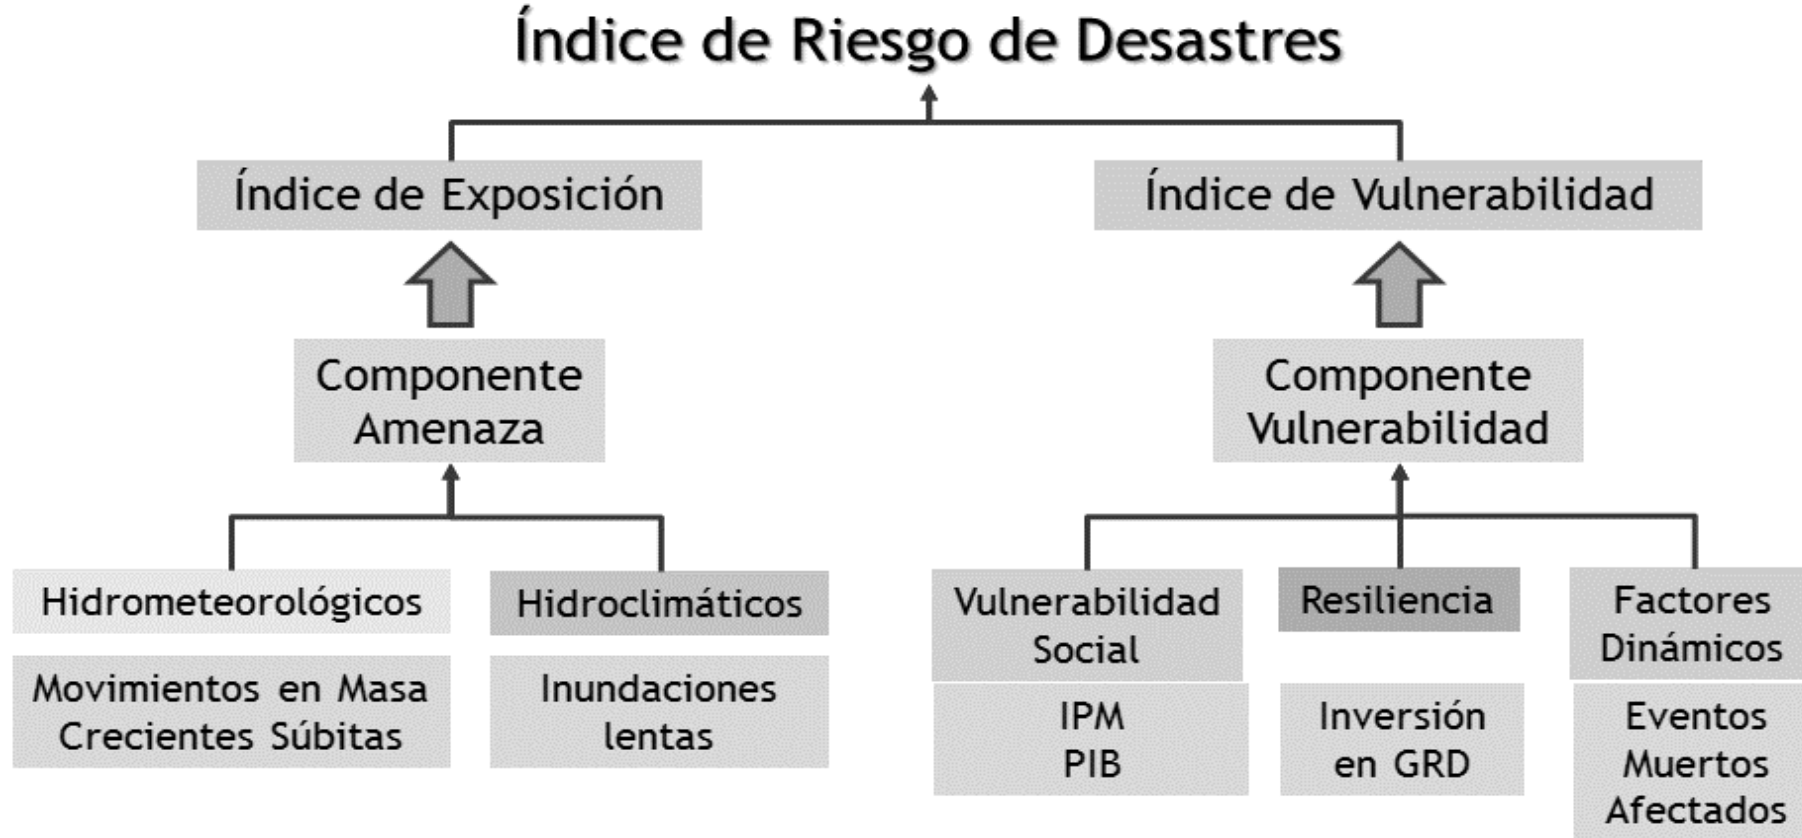 Índice de Riesgo de Desastres
Índice de Exposición
Índice de Vulnerabilidad
Componente
Amenaza
Componente
Vulnerabilidad
Hidrometeorológicos
Movimientos en Masa
Crecientes Súbitas
Hidroclimáticos
Inundaciones
lentas
Vulnerabilidad
Social
IPM
PIB
Resiliencia
Inversión
en GRD
Factores
Dinámicos
Eventos
Muertos
Afectados